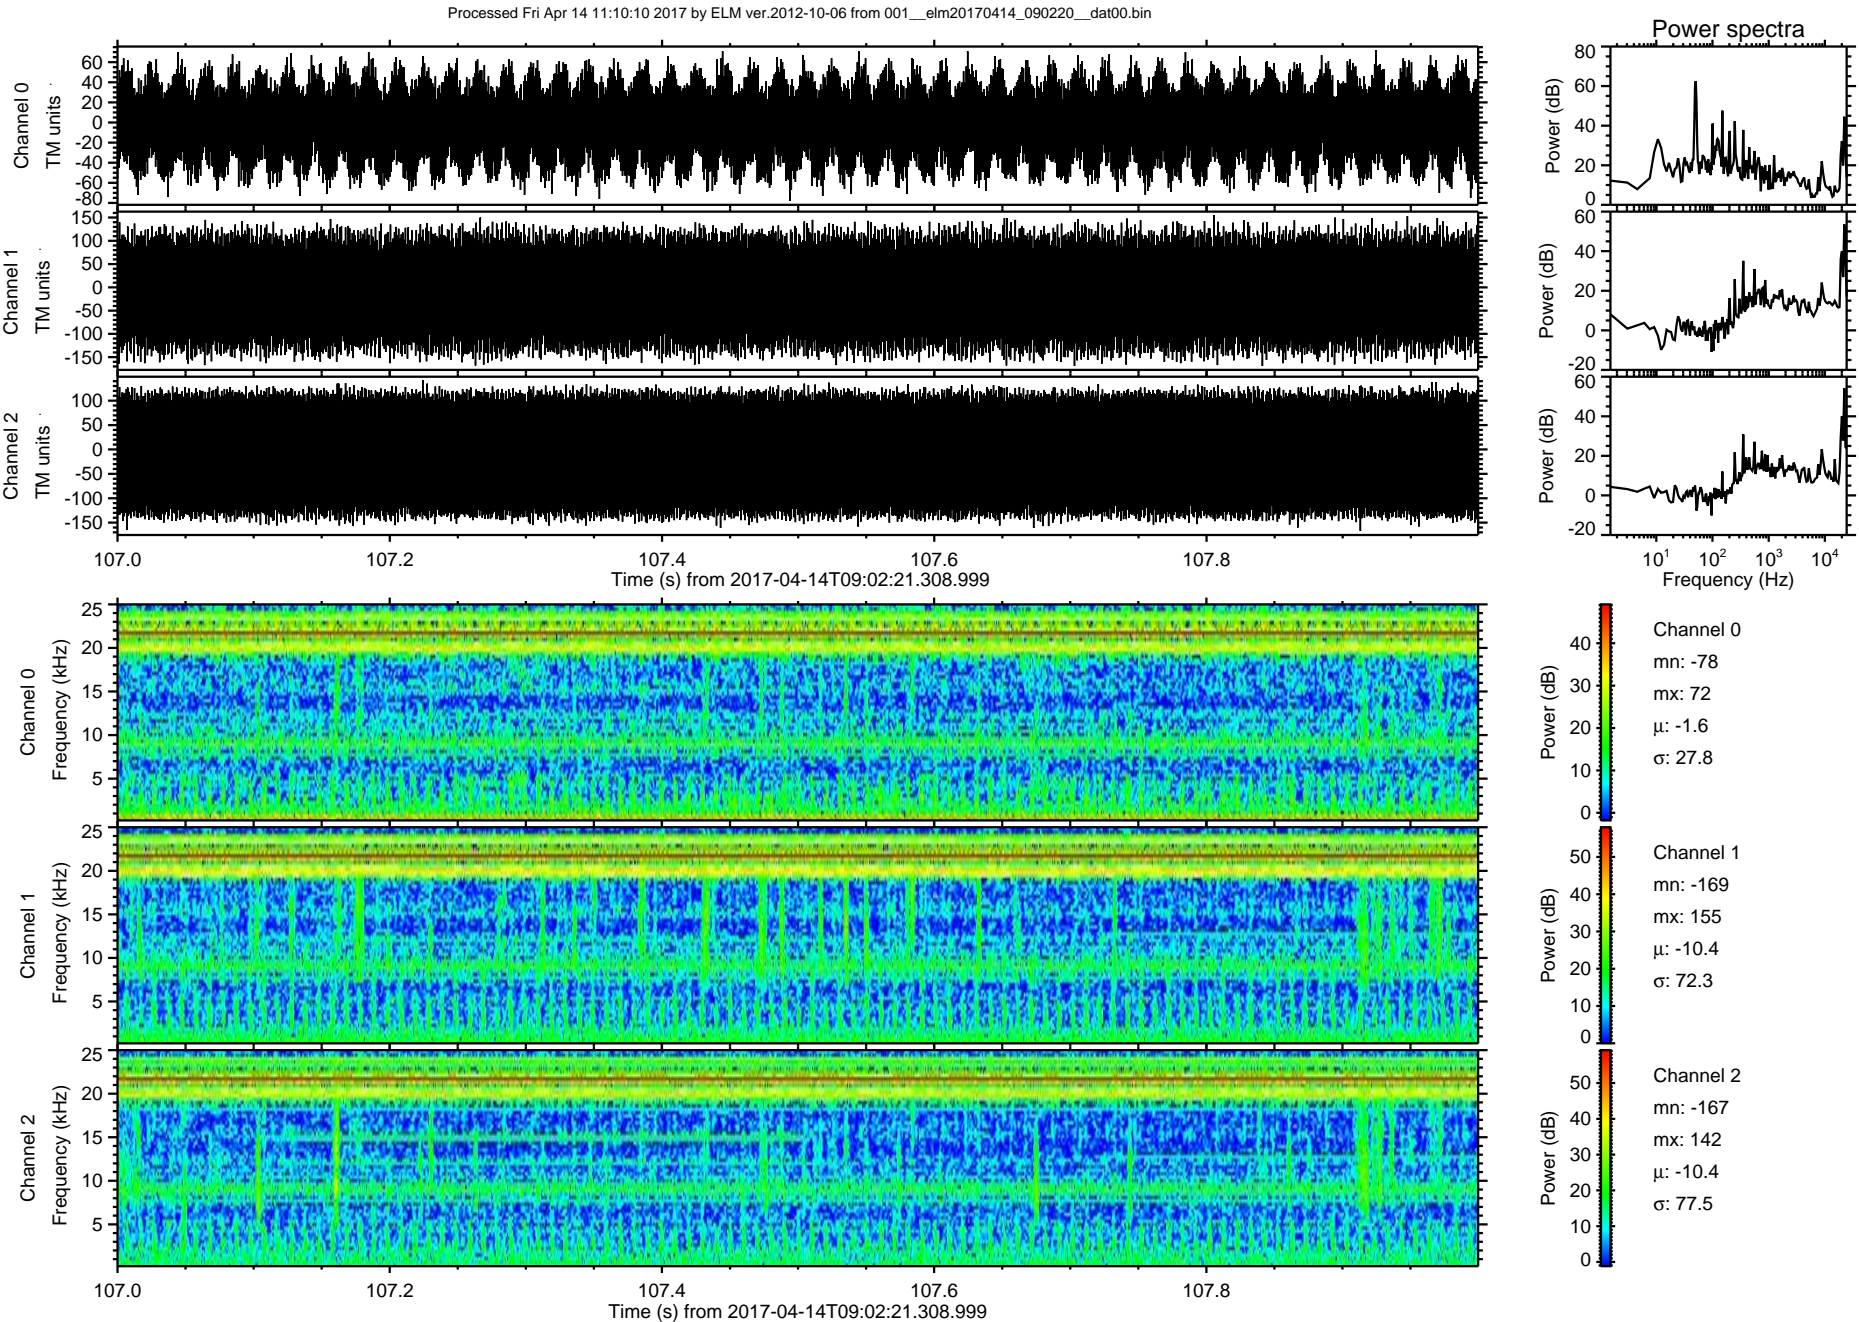 Processed Fri Apr 14 11:10:10 2017 by ELM ver.2012-10-06 from 001__elm20170414_090220__dat00.bin
Power spectra
Channel 0
TM units
60
40
20
0
-20
-40
-60
-80
Power (dB)
80
60
40
20
0
Channel 1
TM units
150
100
50
0
-50
-100
-150
Power (dB)
60
40
20
0
-20
Channel 2
TM units
100
50
0
-50
-100
-150
Power (dB)
60
40
20
0
-20
107.0 107.2 107.4 107.6 107.8
Time (s) from 2017-04-14T09:02:21.308.999
10¹ 10² 10³ 10⁴
Frequency (Hz)
Channel 0
Frequency (kHz)
25
20
15
10
5
Power (dB)
40
30
20
10
0
Channel 0
mn: -78
mx: 72
μ: -1.6
σ: 27.8
Channel 1
Frequency (kHz)
25
20
15
10
5
Power (dB)
50
40
30
20
10
0
Channel 1
mn: -169
mx: 155
μ: -10.4
σ: 72.3
Channel 2
Frequency (kHz)
25
20
15
10
5
Power (dB)
50
40
30
20
10
0
Channel 2
mn: -167
mx: 142
μ: -10.4
σ: 77.5
107.0 107.2 107.4 107.6 107.8
Time (s) from 2017-04-14T09:02:21.308.999